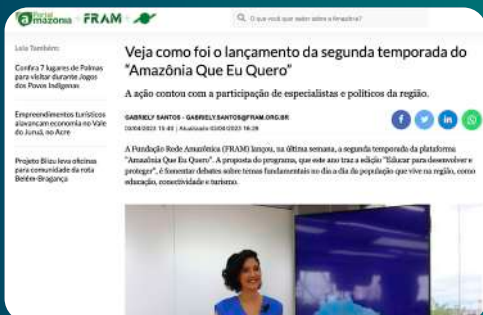 Portal
amazônia + FRAM +
O que você quer saber sobre a Amazônia?
Leia Também:
Confira 7 lugares de Palmas
para visitar durante Jogos
dos Povos Indígenas
Empreendimentos turísticos
alavancam economia no Vale
do Juruá, no Acre
Projeto Bizu leva oficinas
para comunidade da rota
Belém-Bragança
Veja como foi o lançamento da segunda temporada do
"Amazônia Que Eu Quero"
A ação contou com a participação de especialistas e políticos da região.
GABRIELY SANTOS - GABRIELY.SANTOS@FRAM.ORG.BR
03/04/2023 15:43 | Atualizado 03/04/2023 16:29
A Fundação Rede Amazônica (FRAM) lançou, na última semana, a segunda temporada da plataforma
"Amazônia Que Eu Quero". A proposta do programa, que este ano traz a edição "Educar para desenvolver e
proteger", é fomentar debates sobre temas fundamentais no dia a dia da população que vive na região, como
educação, conectividade e turismo.